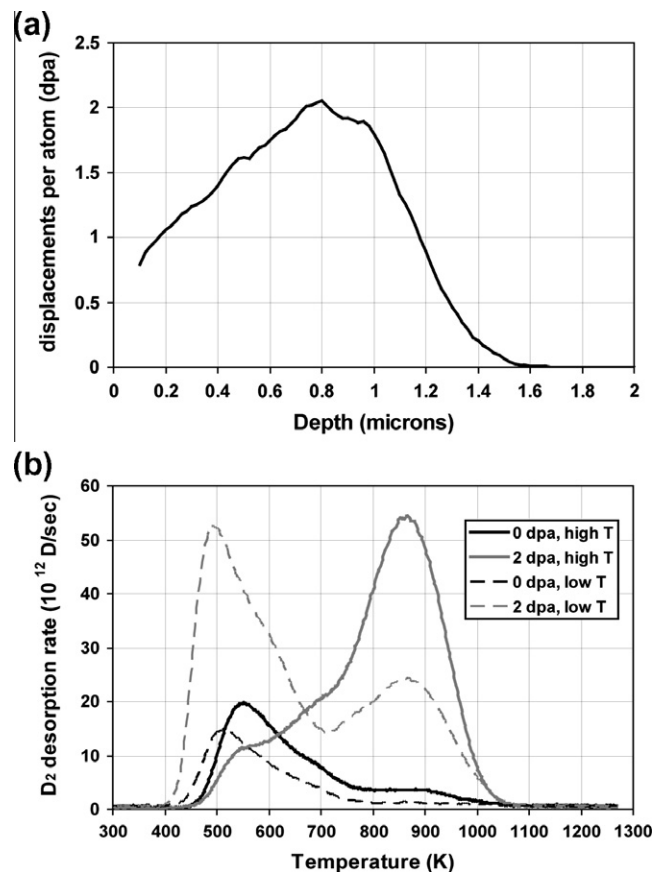 (a)
displacements per atom (dpa)
2.5
2
1.5
1
0.5
0
0 0.2 0.4 0.6 0.8 1 1.2 1.4 1.6 1.8 2
Depth (microns)
(b)
D2 desorption rate (10 12 D/sec)
60
50
40
30
20
10
0
0 dpa, high T
2 dpa, high T
0 dpa, low T
2 dpa, low T
300 400 500 600 700 800 900 1000 1100 1200 1300
Temperature (K)